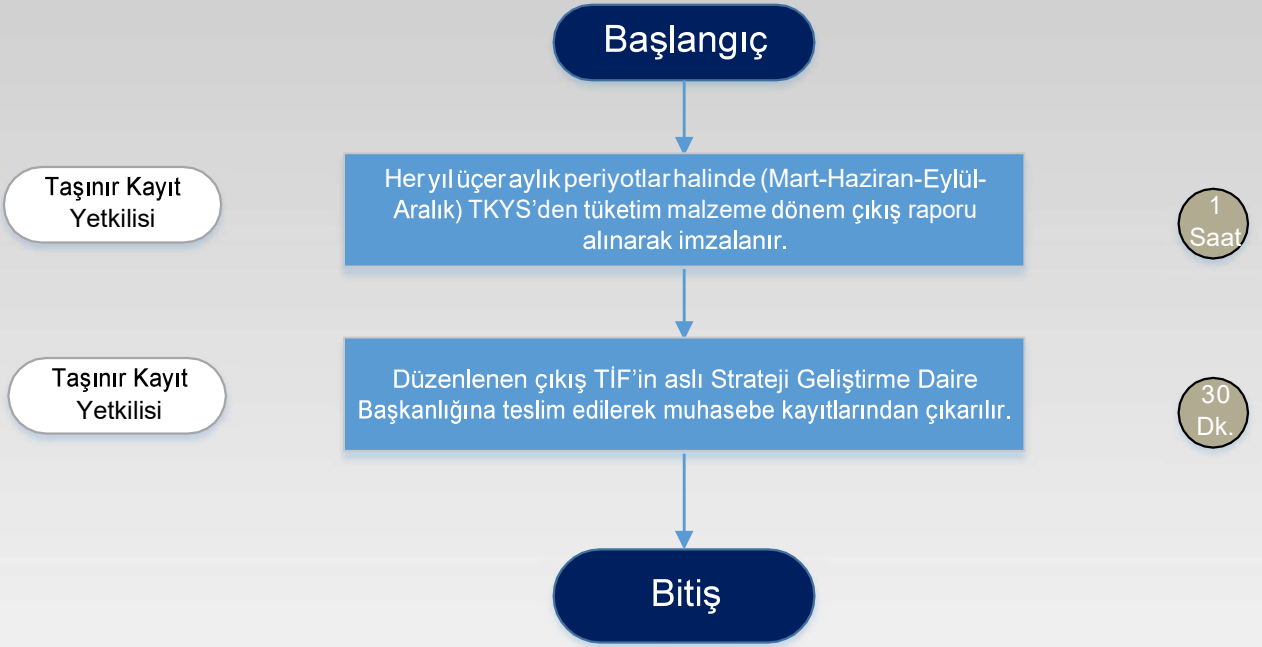 Başlangıç
Taşınır Kayıt
Yetkilisi
Her yıl üçer aylık periyotlar halinde (Mart-Haziran-Eylül-
Aralık) TKYS’den tüketim malzeme dönem çıkış raporu
alınarak imzalanır.
1
Saat
Taşınır Kayıt
Yetkilisi
Düzenlenen çıkış TİF’in aslı Strateji Geliştirme Daire
Başkanlığına teslim edilerek muhasebe kayıtlarından çıkarılır.
30
Dk.
Bitiş